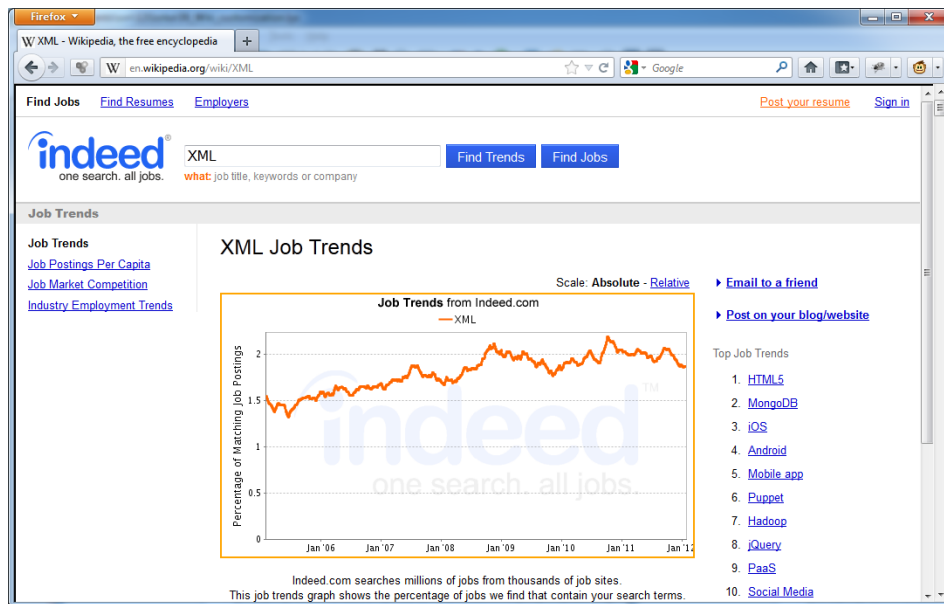 Firefox
W XML - Wikipedia, the free encyclopedia
+
W en.wikipedia.org/wiki/XML
Google
Find Jobs Find Resumes Employers Post your resume Sign in
indeed®
one search. all jobs.
XML
Find Trends Find Jobs
what: job title, keywords or company
Job Trends
Job Trends
Job Postings Per Capita
Job Market Competition
Industry Employment Trends
XML Job Trends
Scale: Absolute - Relative
Job Trends from Indeed.com
XML
Percentage of Matching Job Postings
2
1.5
1
0.5
0
Jan '06 Jan '07 Jan '08 Jan '09 Jan '10 Jan '11 Jan '12
indeed™
one search. all jobs.
Indeed.com searches millions of jobs from thousands of job sites.
This job trends graph shows the percentage of jobs we find that contain your search terms.
Email to a friend
Post on your blog/website
Top Job Trends
1. HTML5
2. MongoDB
3. iOS
4. Android
5. Mobile app
6. Puppet
7. Hadoop
8. jQuery
9. PaaS
10. Social Media